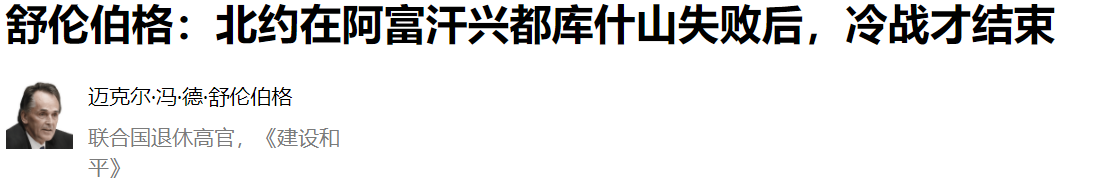 舒伦伯格：北约在阿富汗兴都库什山失败后，冷战才结束
迈克尔·冯·德·舒伦伯格
联合国退休高官，《建设和
平》